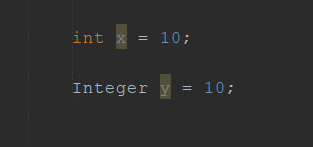 int x = 10;
Integer y = 10;